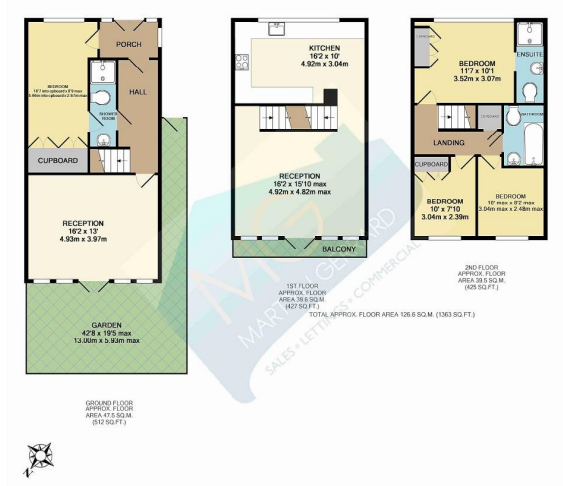 PORCH
BEDROOM
HALL
SHOWER
ROOM
CUPBOARD
RECEPTION
16'2 x 13'
4.93m x 3.97m
GARDEN
42'8 x 19'5 max
13.00m x 5.93m max
GROUND FLOOR
APPROX. FLOOR
AREA 47.5 SQ.M.
(512 SQ.FT.)
KITCHEN
16'2 x 10'
4.92m x 3.04m
RECEPTION
16'2 x 15'10 max
4.92m x 4.82m max
BALCONY
1ST FLOOR
APPROX. FLOOR
AREA 39.6 SQ.M.
(427 SQ.FT.)
CUPBOARD
BEDROOM
11'7 x 10'1
3.52m x 3.07m
ENSUITE
CUPBOARD
BATHROOM
LANDING
CUPBOARD
BEDROOM
10' x 7'10
3.04m x 2.39m
BEDROOM
10' max x 8'2 max
3.04m max x 2.48m max
2ND FLOOR
APPROX. FLOOR
AREA 39.5 SQ.M.
(425 SQ.FT.)
TOTAL APPROX. FLOOR AREA 126.6 SQ.M. (1363 SQ.FT.)
MARTIN GERRARD
SALES • LETTINGS • COMMERCIAL
N